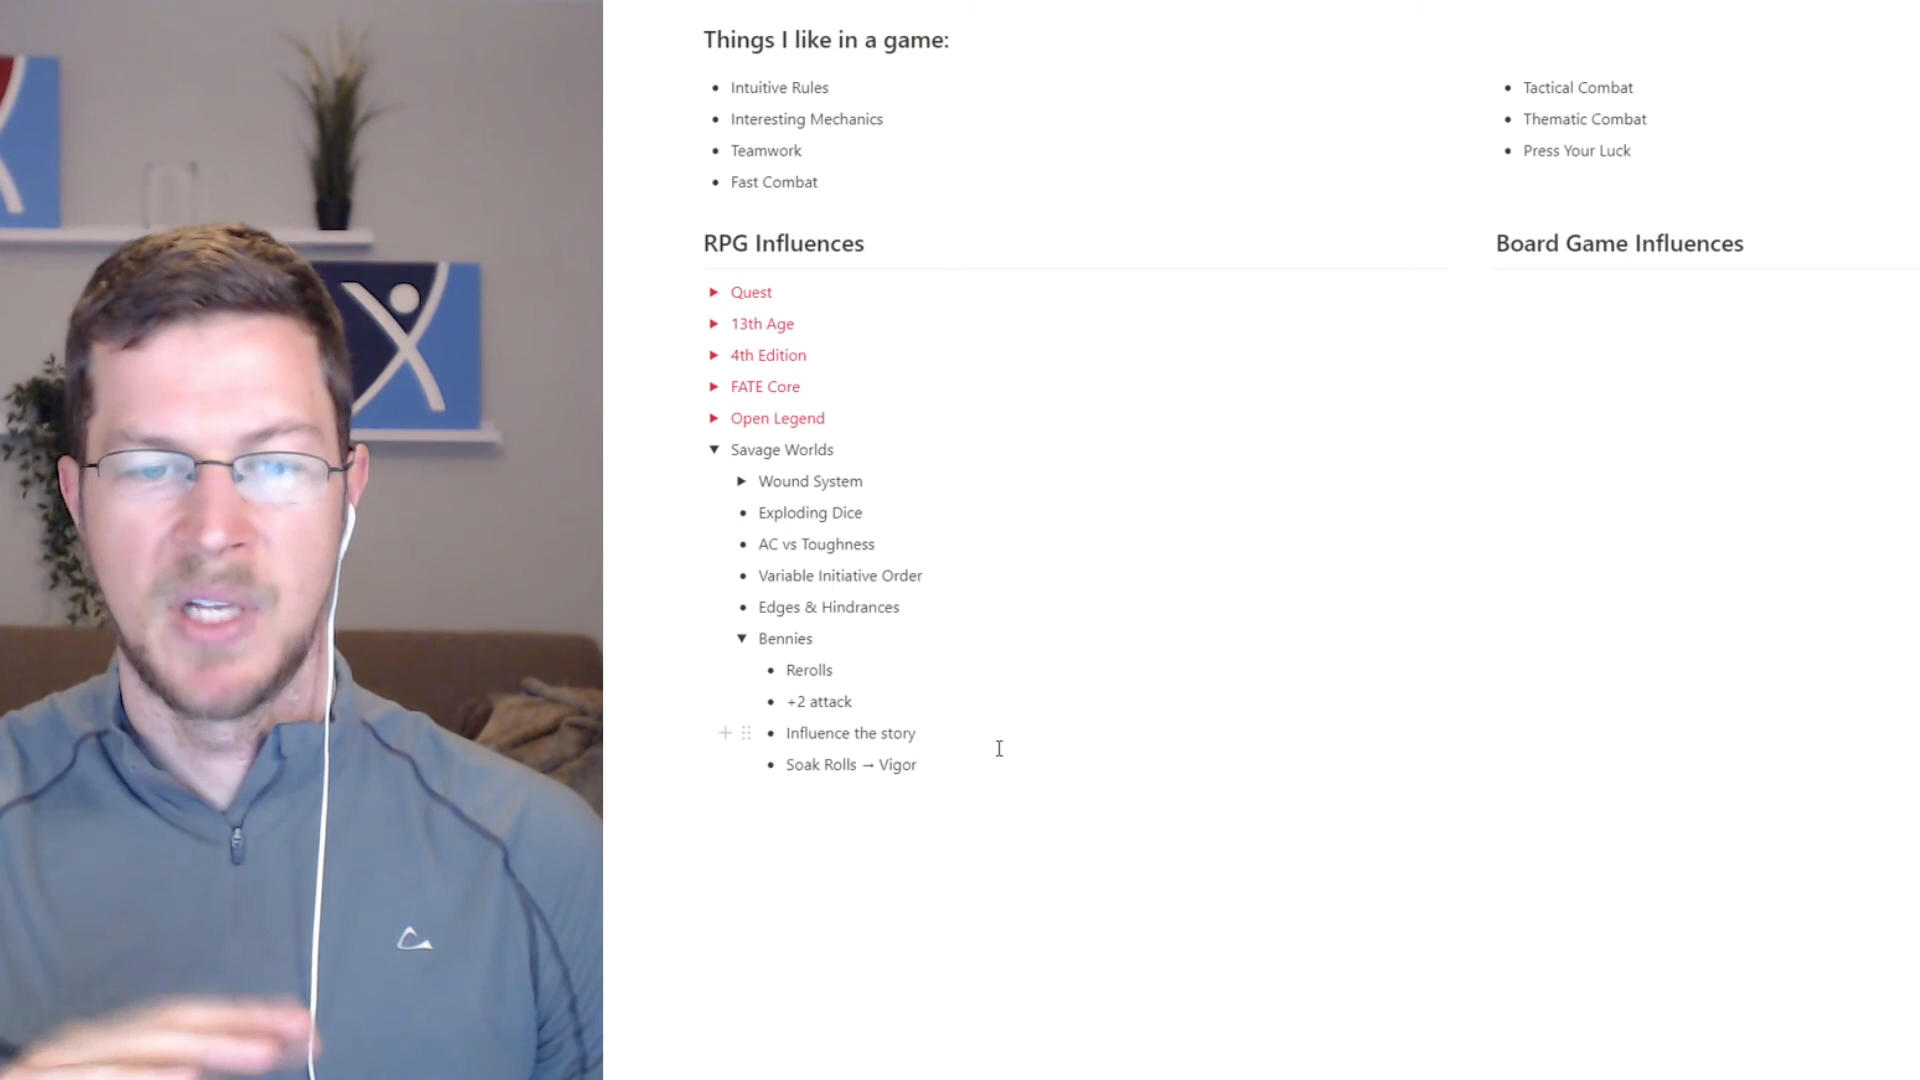 Things I like in a game:
Intuitive Rules
Interesting Mechanics
Teamwork
Fast Combat
Tactical Combat
Thematic Combat
Press Your Luck
RPG Influences
Quest
13th Age
4th Edition
FATE Core
Open Legend
Savage Worlds
Wound System
Exploding Dice
AC vs Toughness
Variable Initiative Order
Edges & Hindrances
Bennies
Rerolls
+2 attack
Influence the story
Soak Rolls → Vigor
Board Game Influences